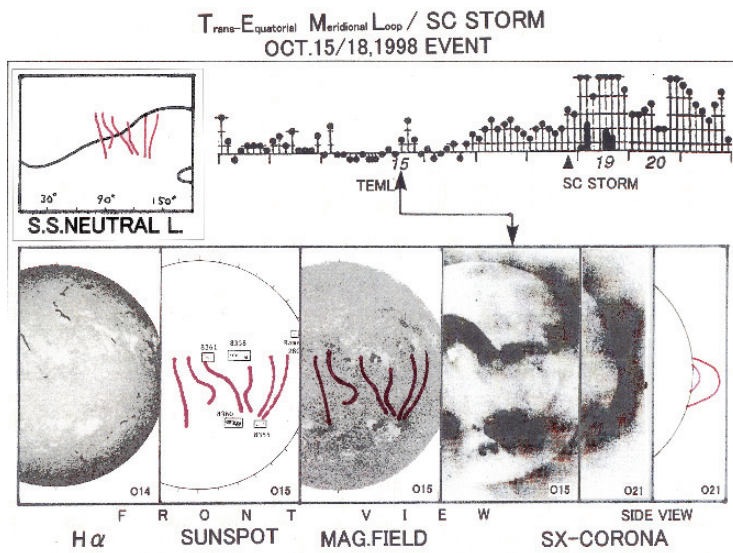 Trans-Equatorial Meridional Loop / SC STORM
OCT.15/18,1998 EVENT
30° 90° 150°
S.S.NEUTRAL L.
15 19 20
TEML SC STORM
8361 8358
8360
8355
O14 O15 O15 O15 O21 O21
F R O N T V I E W SIDE VIEW
Hα SUNSPOT MAG.FIELD SX-CORONA